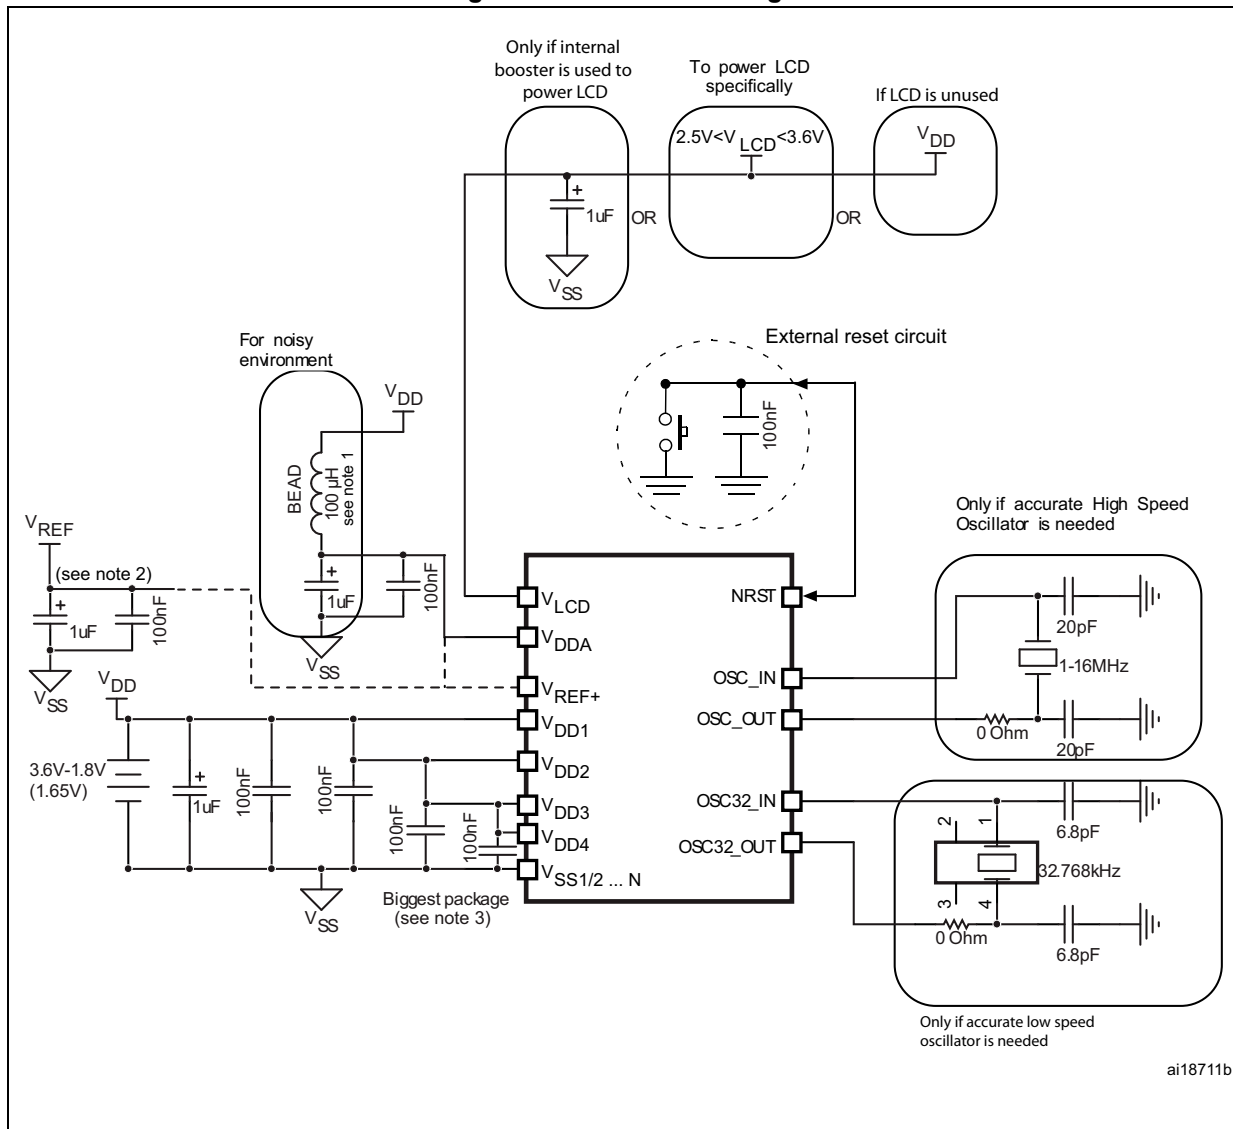 Only if internal
booster is used to
power LCD
To power LCD
specifically
If LCD is unused
2.5V<V LCD<3.6V
VDD
+
1uF
OR
OR
VSS
For noisy
environment
External reset circuit
VDD
100nF
BEAD
100 µH
see note 1
Only if accurate High Speed
Oscillator is needed
VREF
(see note 2)
+
1uF
100nF
VSS
+
1uF
100nF
VSS
VLCD
VDDA
VREF+
VDD1
VDD2
VDD3
VDD4
VSS1/2 ... N
NRST
OSC_IN
OSC_OUT
OSC32_IN
OSC32_OUT
20pF
1-16MHz
0 Ohm
20pF
VDD
3.6V-1.8V
(1.65V)
+
1uF
100nF
100nF
100nF
100nF
VSS
Biggest package
(see note 3)
6.8pF
2
1
32.768kHz
3
4
0 Ohm
6.8pF
Only if accurate low speed
oscillator is needed
ai18711b